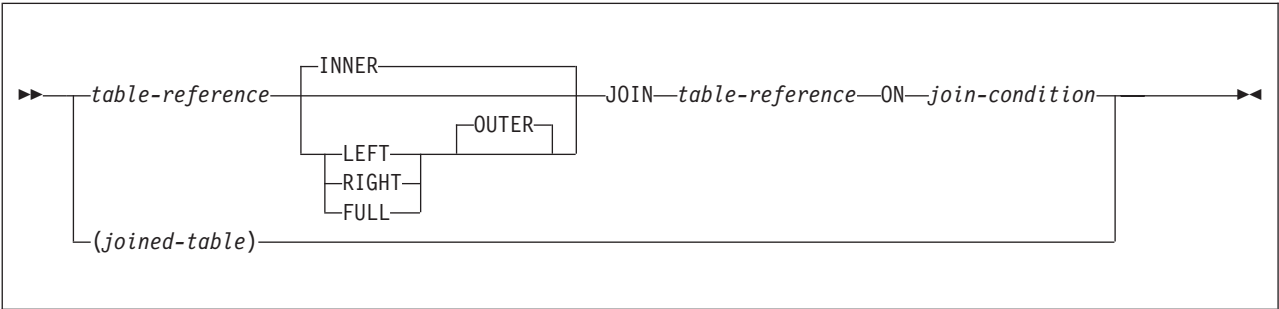 INNER
table-reference JOIN table-reference ON join-condition
OUTER
LEFT
RIGHT
FULL
(joined-table)